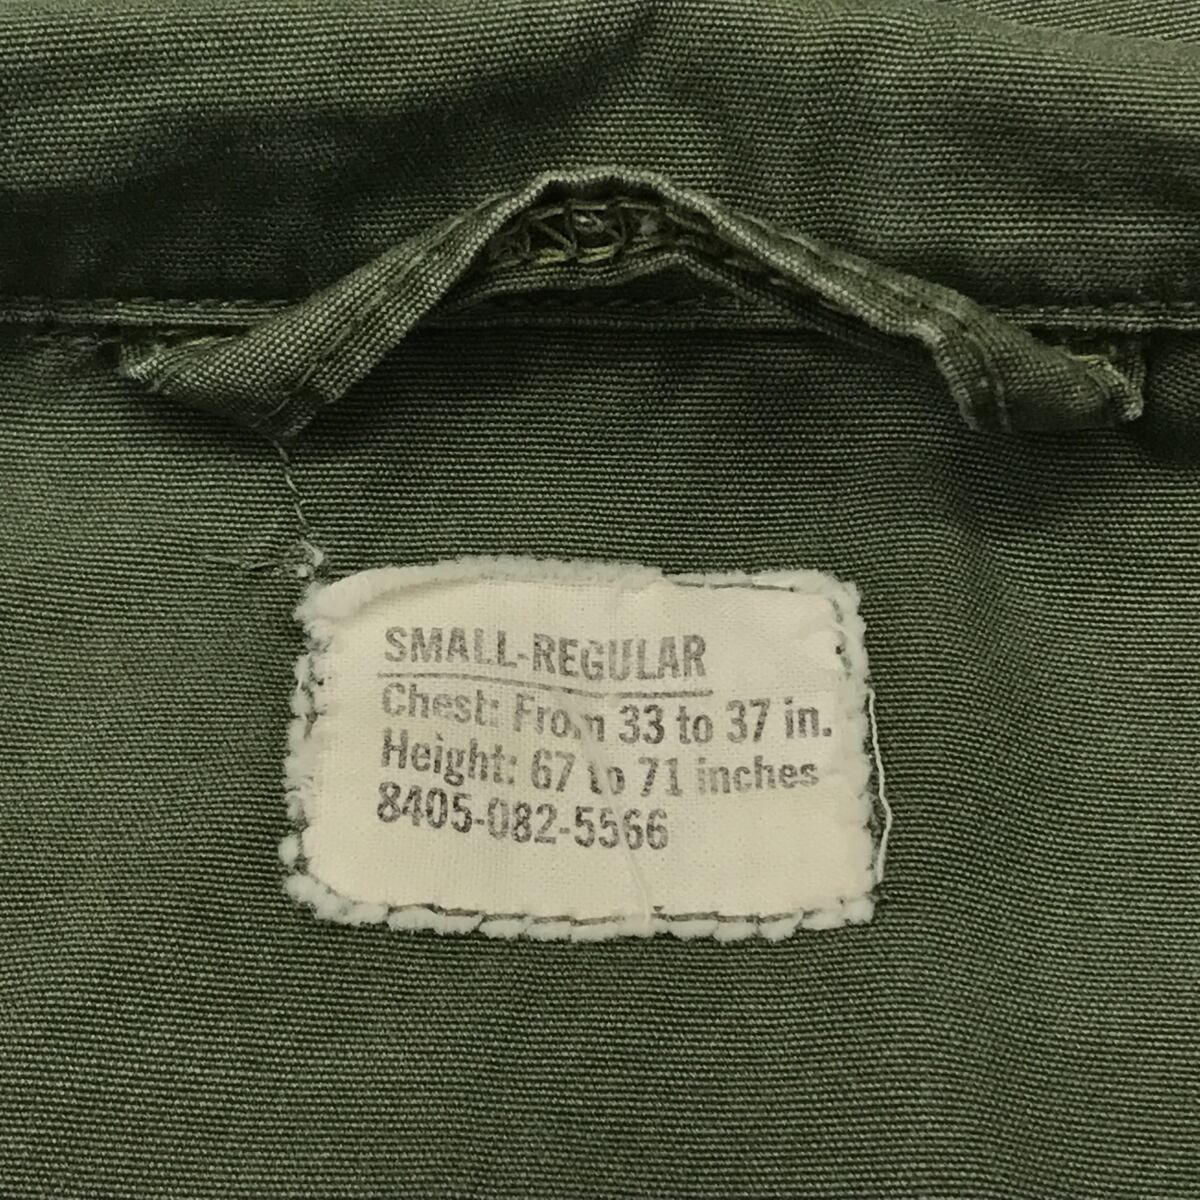 SMALL-REGULAR
Chest: From 33 to 37 in.
Height: 67 to 71 inches
8405-082-5566